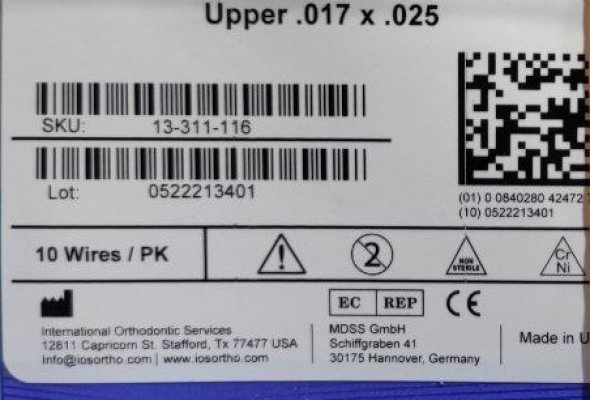 Upper .017 x .025
SKU: 13-311-116
Lot: 0522213401
(01) 0 0840280 42472
(10) 0522213401
10 Wires / PK
2
NON
STERILE
Cr
Ni
EC REP
CE
International Orthodontic Services
12811 Capricorn St. Stafford, Tx 77477 USA
Info@iosortho.com | www.iosortho.com
MDSS GmbH
Schiffgraben 41
30175 Hannover, Germany
Made in U